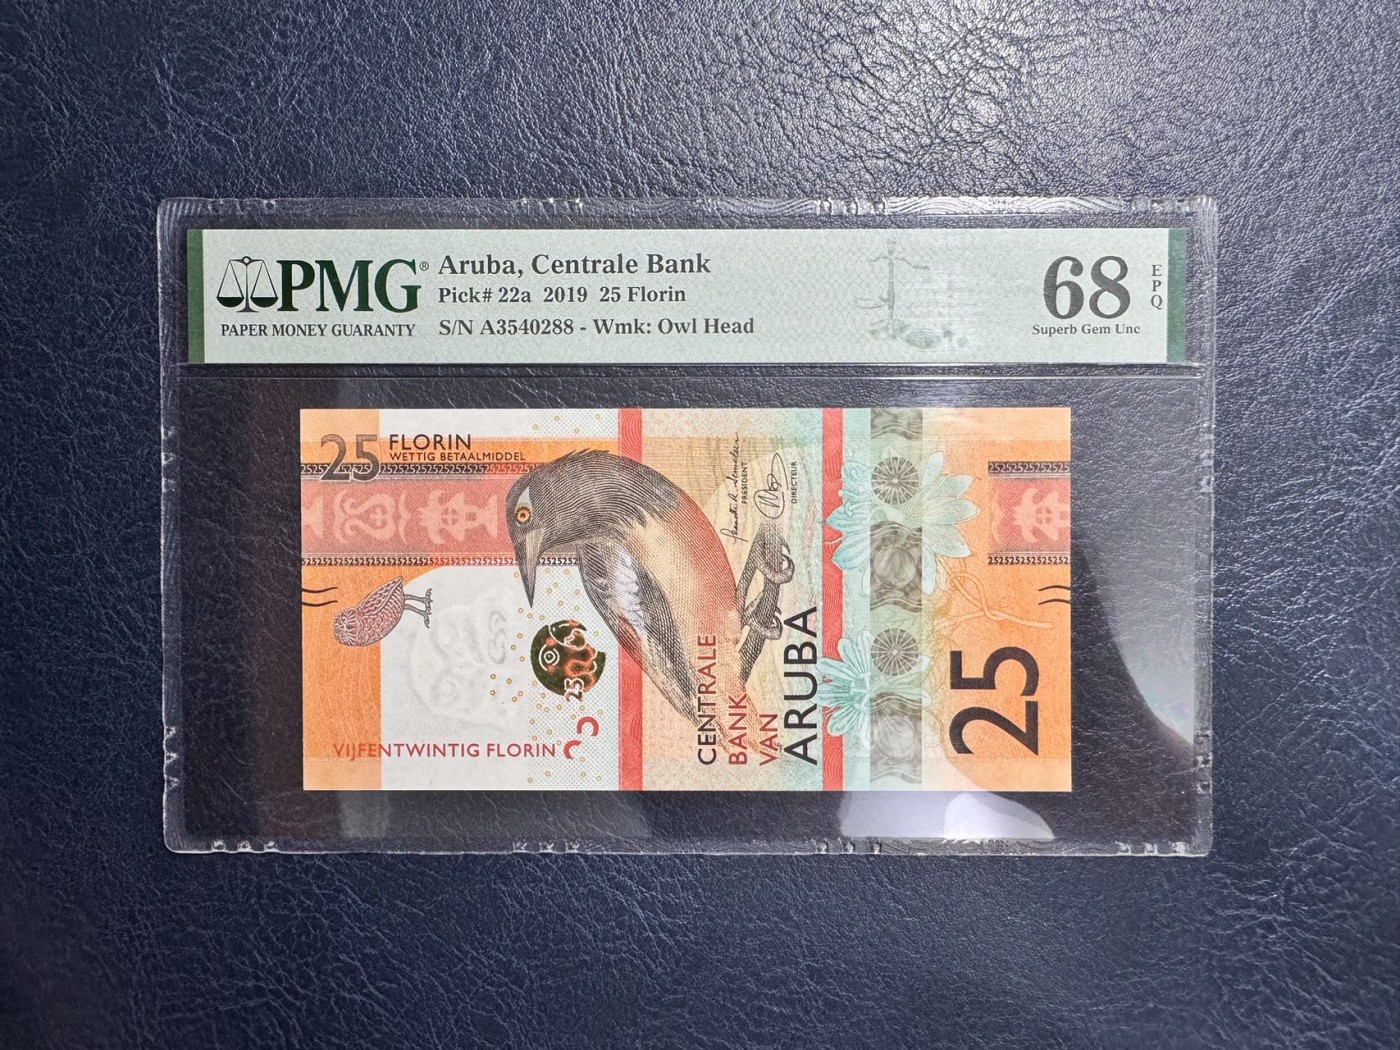 PMG®
PAPER MONEY GUARANTY
Aruba, Centrale Bank
Pick# 22a 2019 25 Florin
S/N A3540288 - Wmk: Owl Head
68
EPQ
Superb Gem Unc
25 FLORIN
WETTIG BETAALMIDDEL
PRESIDENT
DIRECTEUR
25
VIJFENTWINTIG FLORIN
CENTRALE
BANK
VAN
ARUBA
25